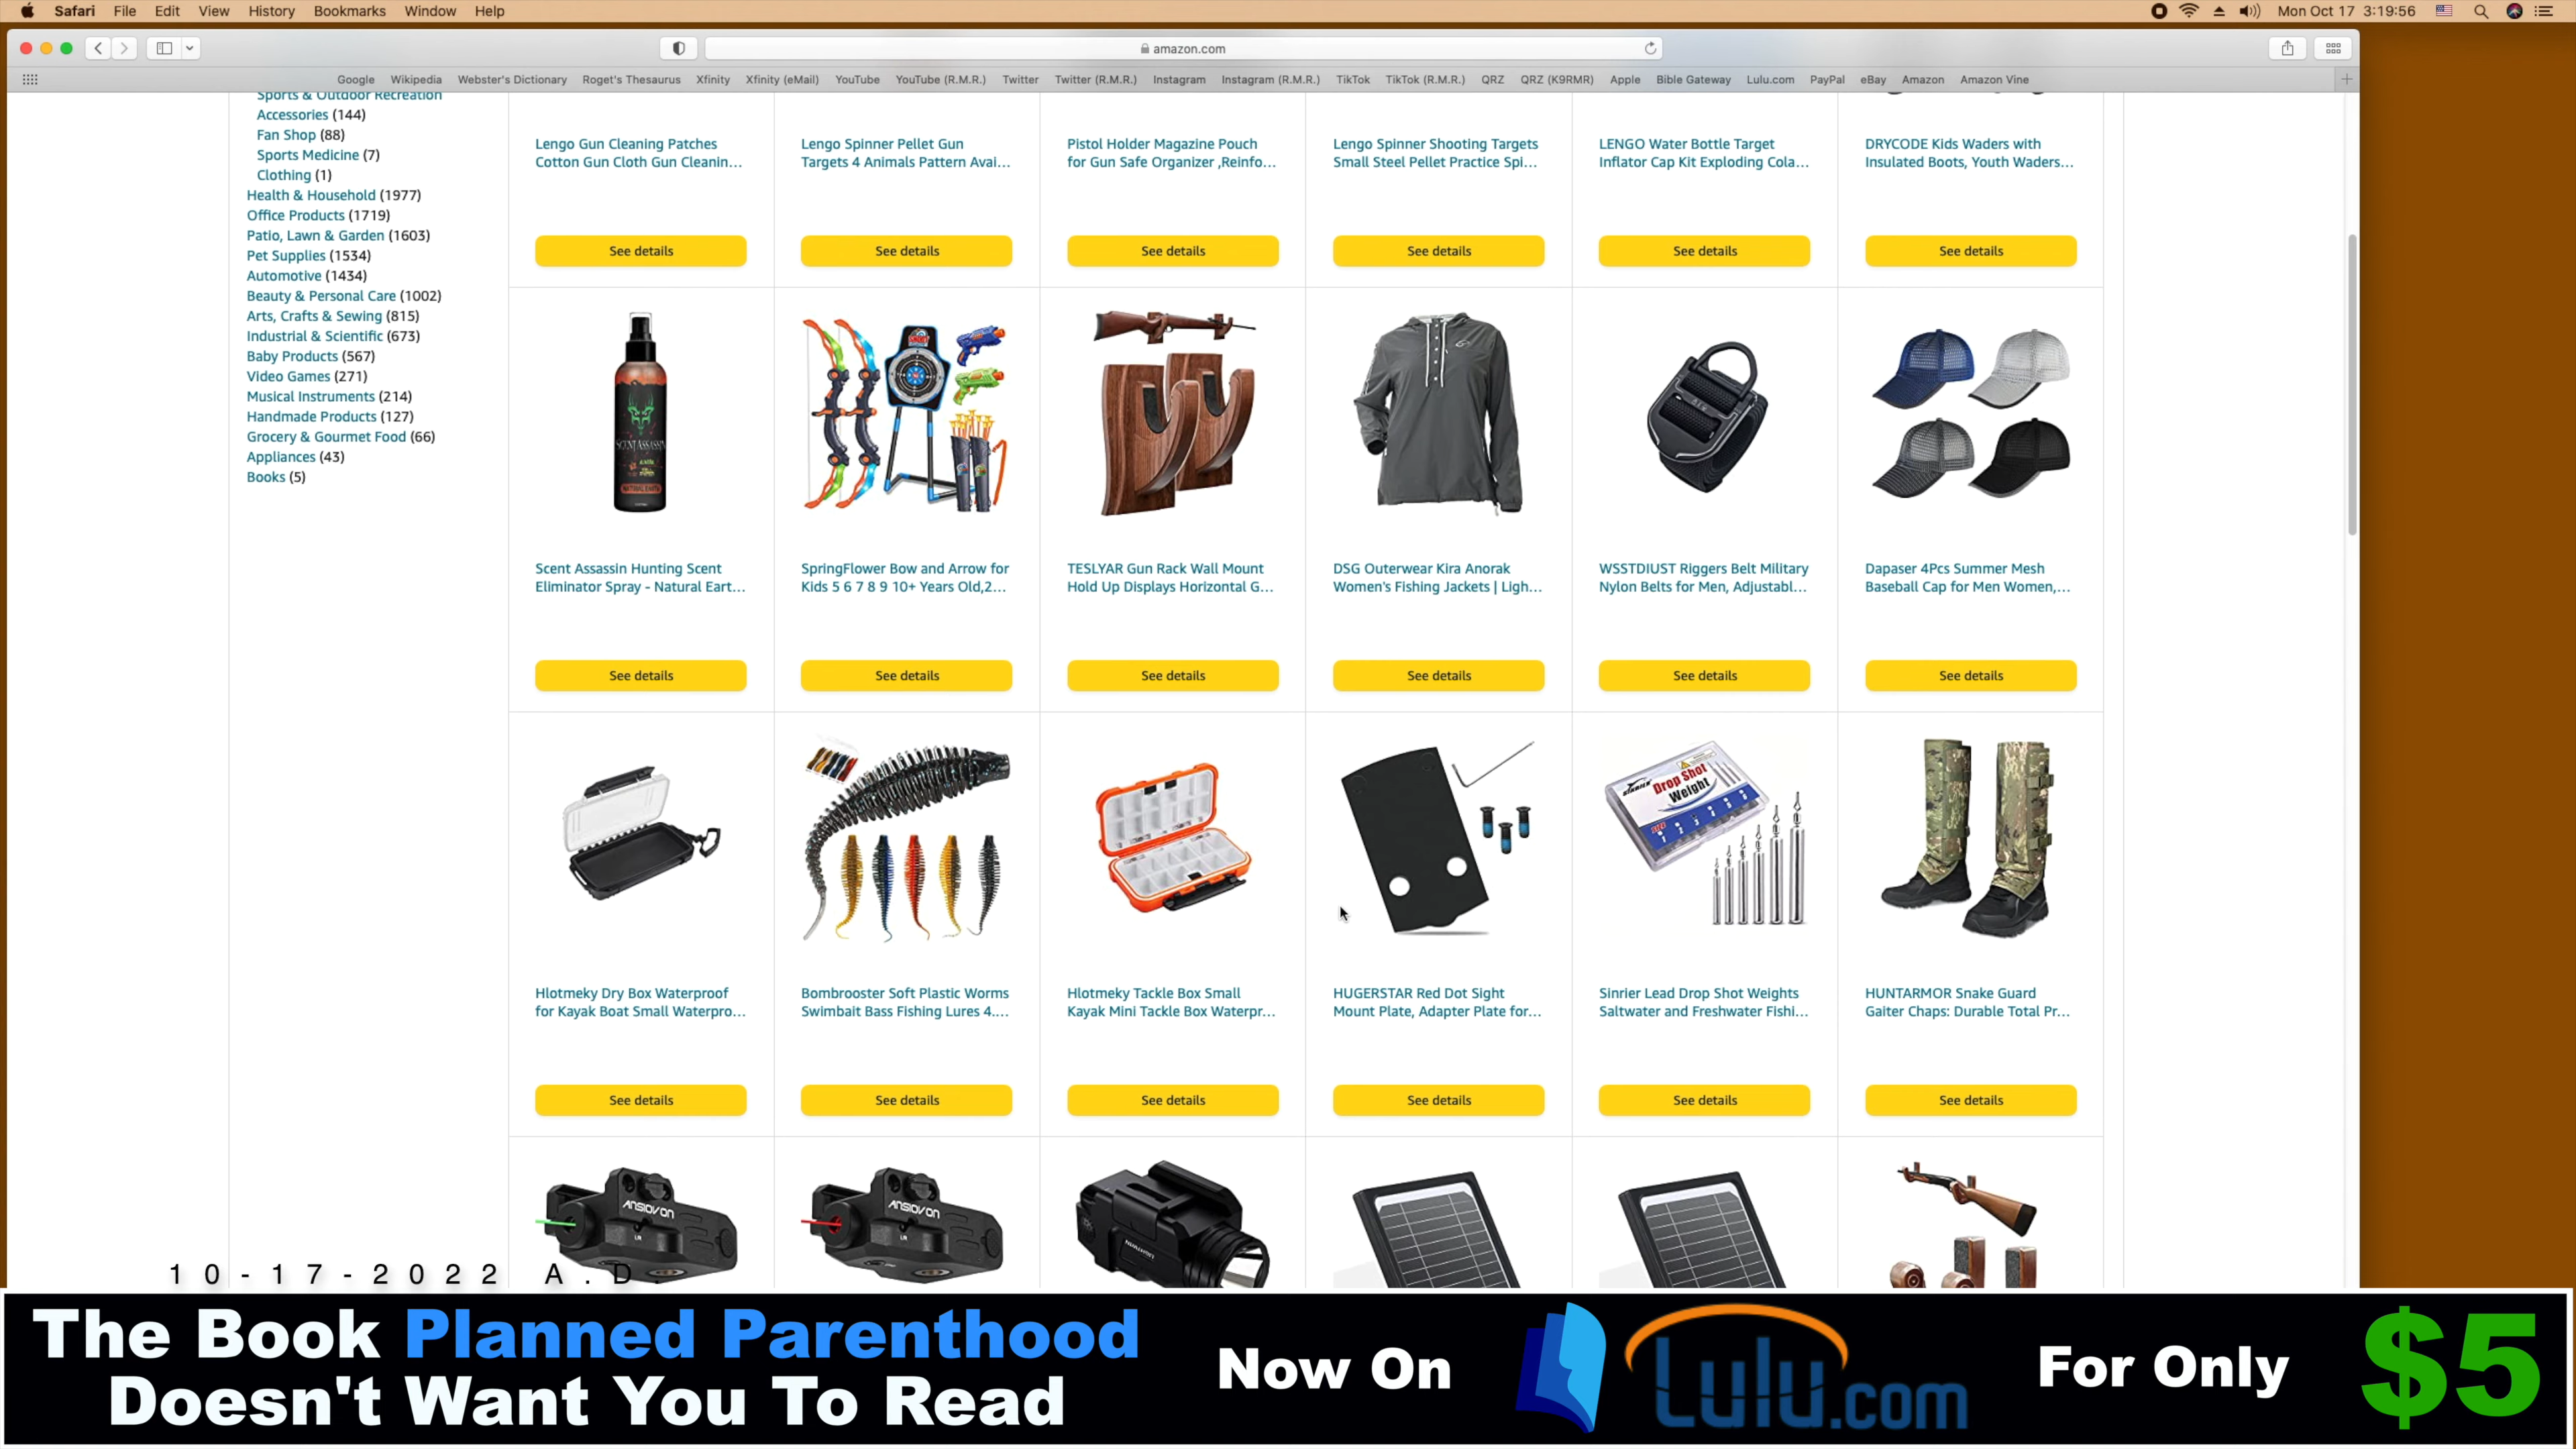 Safari File Edit View History Bookmarks Window Help
Mon Oct 17 3:19:56
amazon.com
Google Wikipedia Webster's Dictionary Roget's Thesaurus Xfinity Xfinity (eMail) YouTube YouTube (R.M.R.) Twitter Twitter (R.M.R.) Instagram Instagram (R.M.R.) TikTok TikTok (R.M.R.) QRZ QRZ (K9RMR) Apple Bible Gateway Lulu.com PayPal eBay Amazon Amazon Vine
Sports & Outdoor Recreation
Accessories (144)
Fan Shop (88)
Sports Medicine (7)
Clothing (1)
Health & Household (1977)
Office Products (1719)
Patio, Lawn & Garden (1603)
Pet Supplies (1534)
Automotive (1434)
Beauty & Personal Care (1002)
Arts, Crafts & Sewing (815)
Industrial & Scientific (673)
Baby Products (567)
Video Games (271)
Musical Instruments (214)
Handmade Products (127)
Grocery & Gourmet Food (66)
Appliances (43)
Books (5)
Lengo Gun Cleaning Patches
Cotton Gun Cloth Gun Cleanin...
See details
Lengo Spinner Pellet Gun
Targets 4 Animals Pattern Avai...
See details
Pistol Holder Magazine Pouch
for Gun Safe Organizer ,Reinfo...
See details
Lengo Spinner Shooting Targets
Small Steel Pellet Practice Spi...
See details
LENGO Water Bottle Target
Inflator Cap Kit Exploding Cola...
See details
DRYCODE Kids Waders with
Insulated Boots, Youth Waders...
See details
SCENT ASSASSIN
Scent Assassin Hunting Scent
Eliminator Spray - Natural Eart...
See details
SpringFlower Bow and Arrow for
Kids 5 6 7 8 9 10+ Years Old,2...
See details
TESLYAR Gun Rack Wall Mount
Hold Up Displays Horizontal G...
See details
DSG Outerwear Kira Anorak
Women's Fishing Jackets | Ligh...
See details
WSSTDIUST Riggers Belt Military
Nylon Belts for Men, Adjustabl...
See details
Dapaser 4Pcs Summer Mesh
Baseball Cap for Men Women,...
See details
Hlotmeky Dry Box Waterproof
for Kayak Boat Small Waterpro...
See details
Bombrooster Soft Plastic Worms
Swimbait Bass Fishing Lures 4....
See details
Hlotmeky Tackle Box Small
Kayak Mini Tackle Box Waterpr...
See details
HUGERSTAR Red Dot Sight
Mount Plate, Adapter Plate for...
See details
Drop Shot
Weight
Sinrier Lead Drop Shot Weights
Saltwater and Freshwater Fishi...
See details
HUNTARMOR Snake Guard
Gaiter Chaps: Durable Total Pr...
See details
ANSIOVON
LR
ANSIOVON
LR
10-17-2022 A.D.
The Book Planned Parenthood
Doesn't Want You To Read
Now On
Lulu.com
For Only
$5